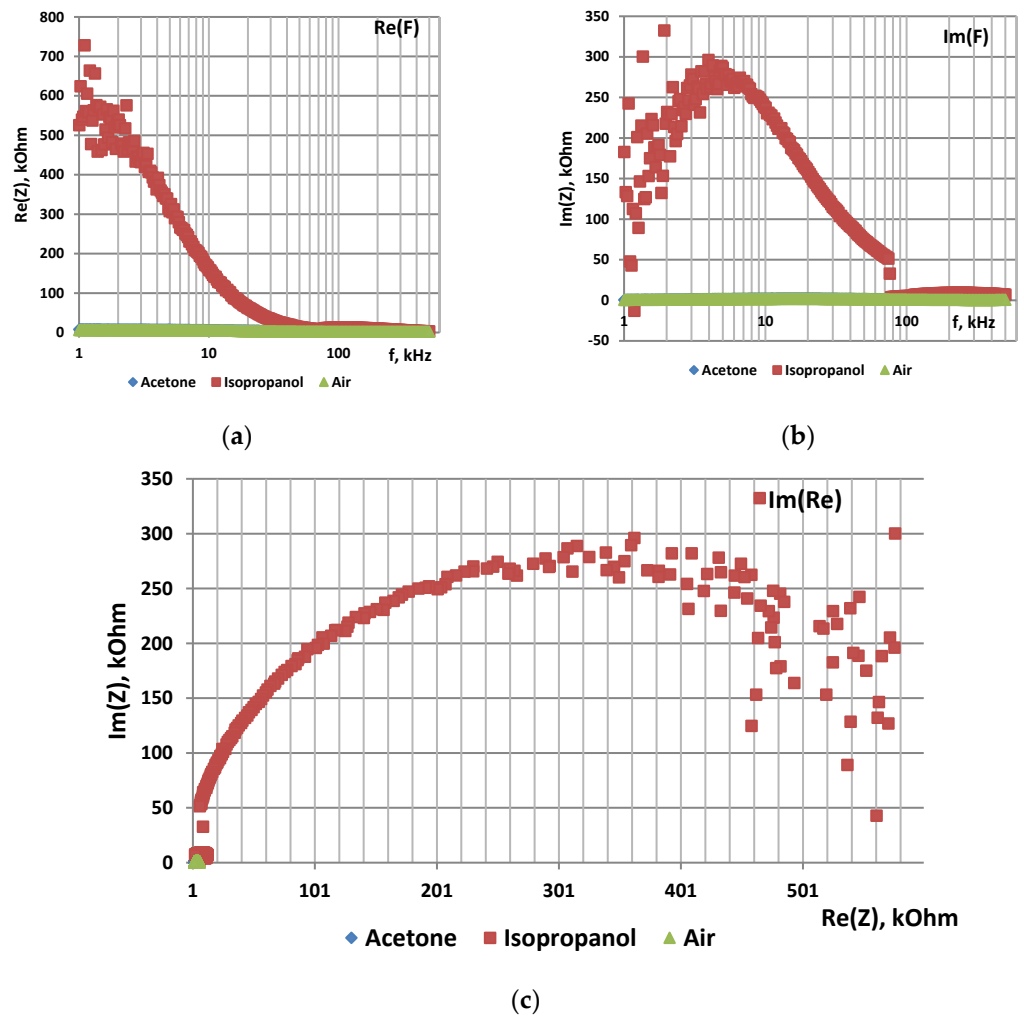 Re(F)
800
700
600
500
400
300
200
100
0
Re(Z), kOhm
1
10
100
f, kHz
Acetone
Isopropanol
Air
(a)
Im(F)
350
300
250
200
150
100
50
0
-50
Im(Z), kOhm
1
10
100
f, kHz
Acetone
Isopropanol
Air
(b)
Im(Re)
350
300
250
200
150
100
50
0
Im(Z), kOhm
1
101
201
301
401
501
Re(Z), kOhm
Acetone
Isopropanol
Air
(c)